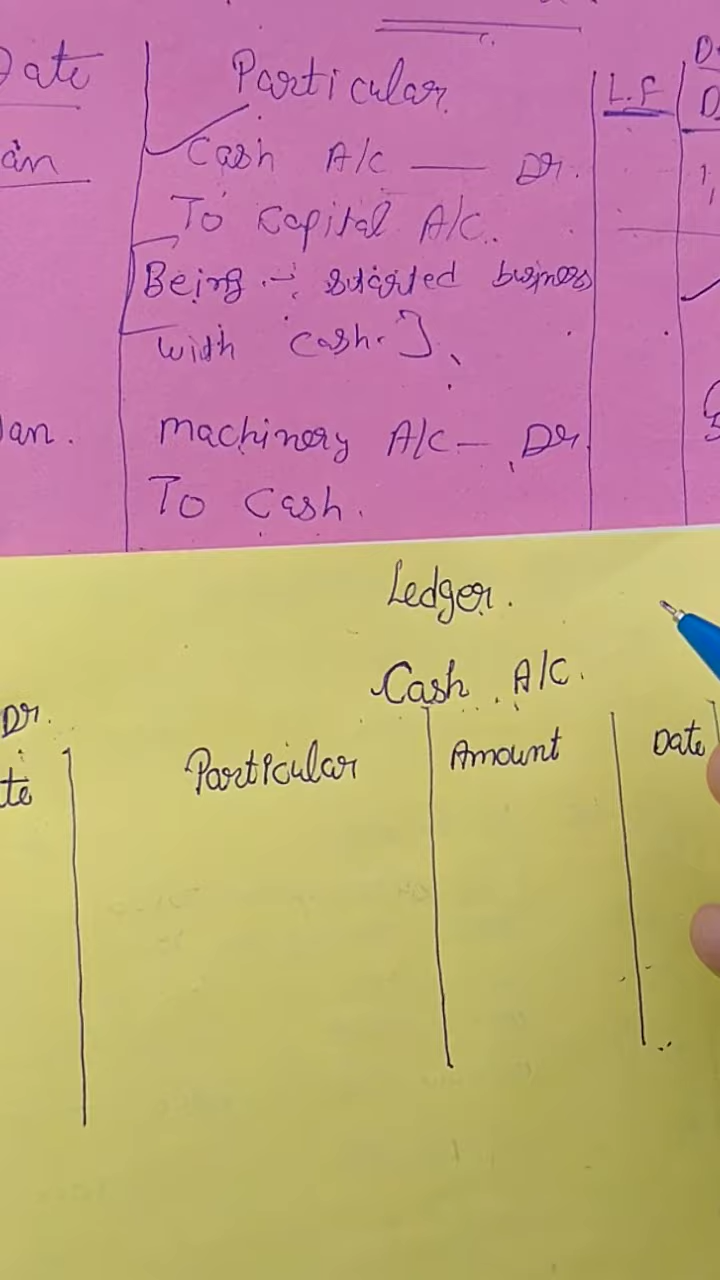 Date Particular L.F
Jan Cash A/c — Dr.
To Capital A/c.
Being :- started business
with cash.]
Jan. Machinery A/c — Dr.
To Cash.
Ledger.
Cash A/c.
Dr.
Particular Amount Date